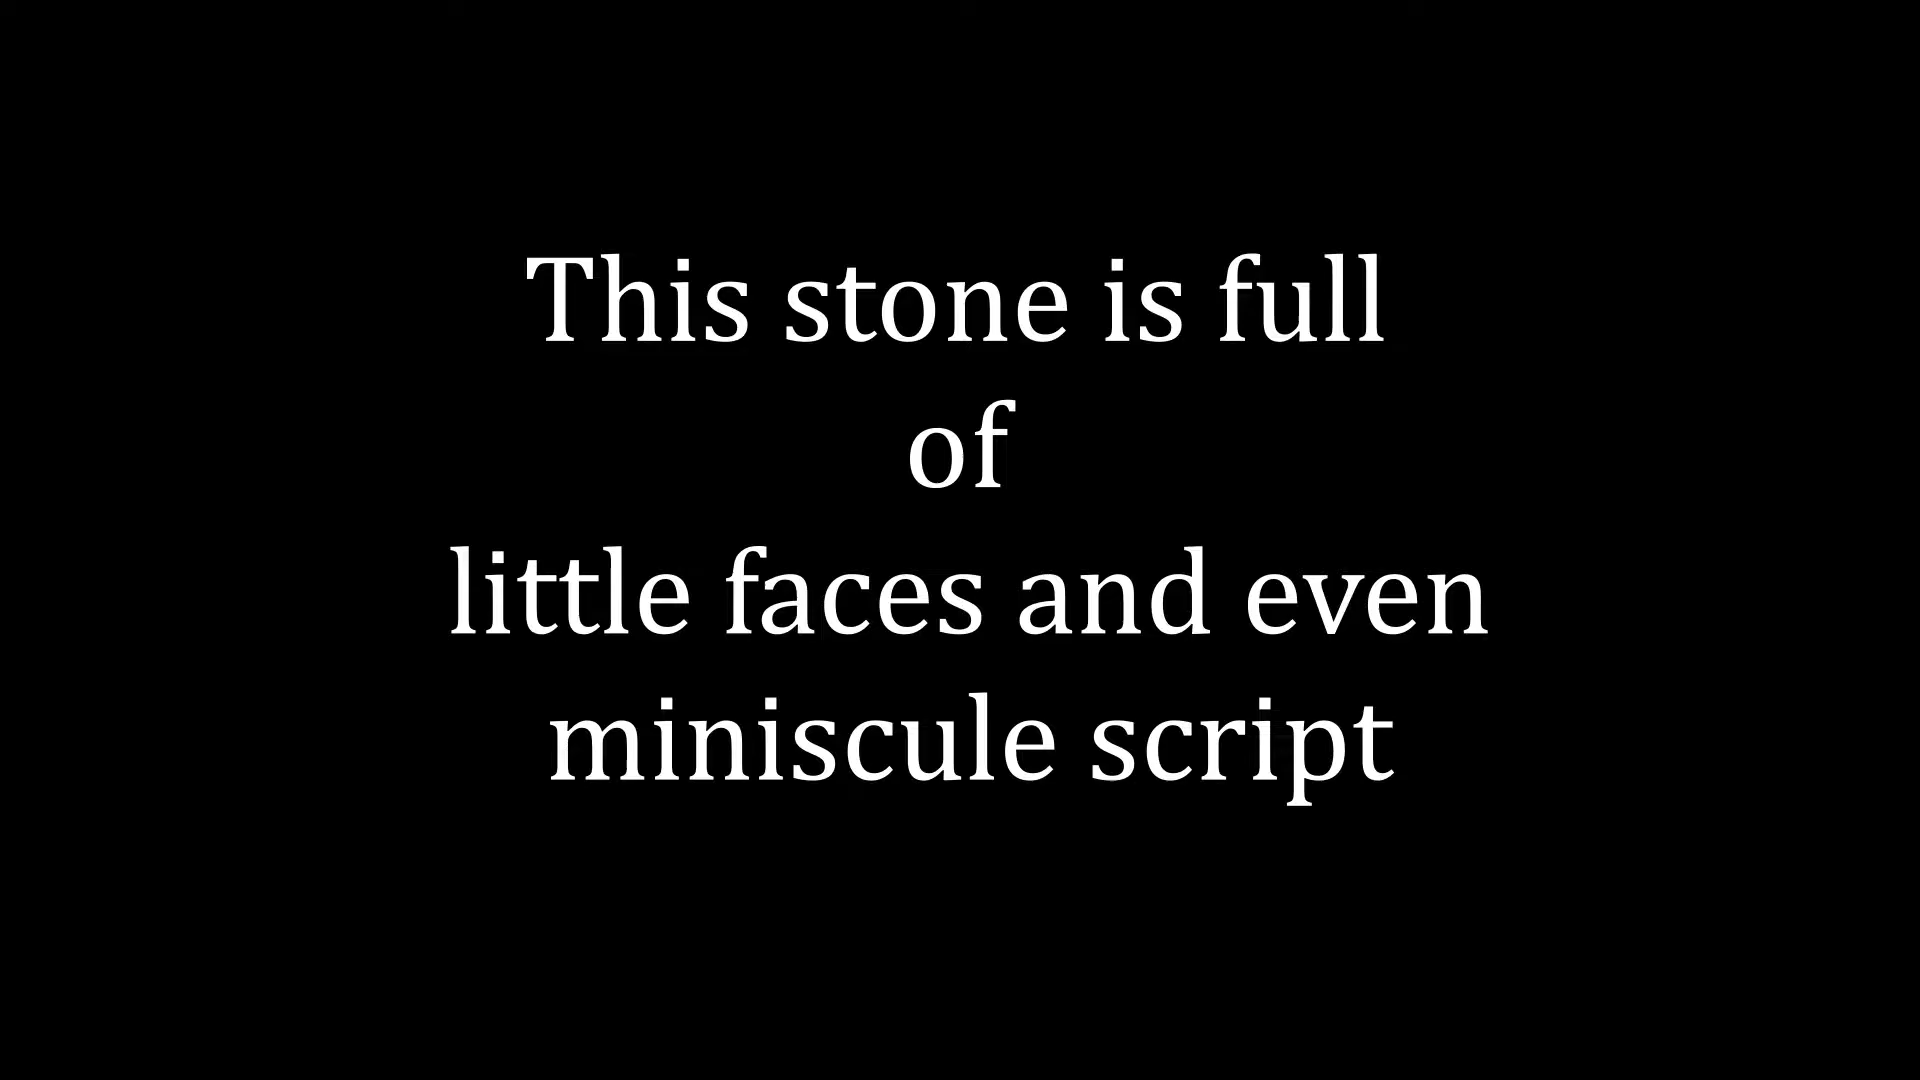 This stone is full
of
little faces and even
miniscule script